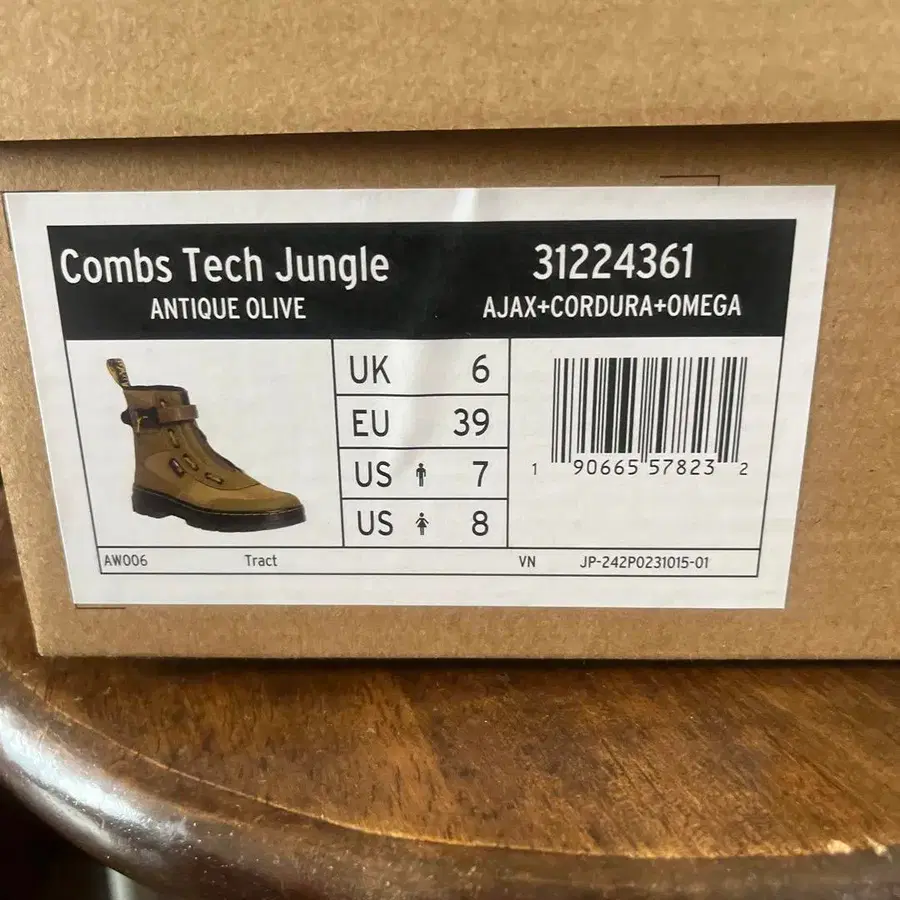 Combs Tech Jungle
ANTIQUE OLIVE
31224361
AJAX+CORDURA+OMEGA
UK 6
EU 39
US 7
US 8
1 90665 57823 2
AW006 Tract VN JP-242P0231015-01